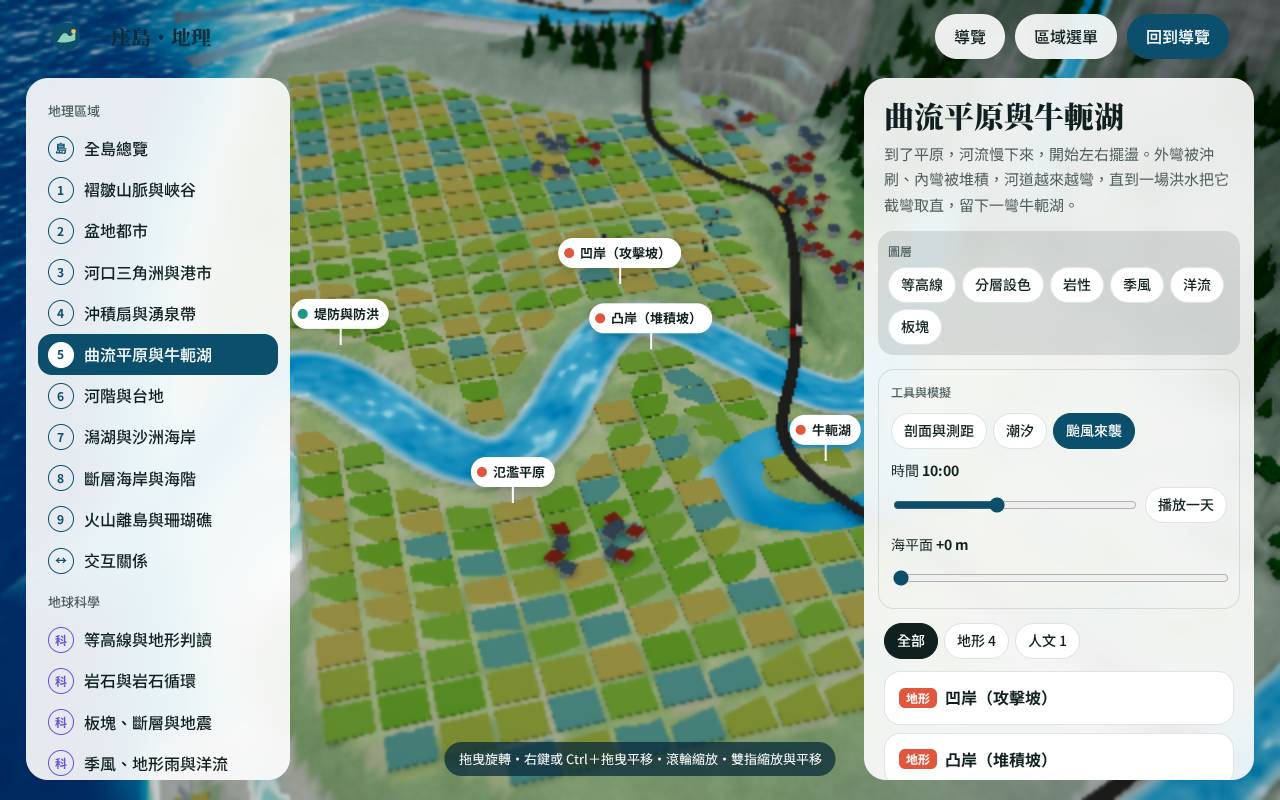 座島・地理
導覽
區域選單
回到導覽
地理區域
島 全島總覽
1 褶皺山脈與峽谷
2 盆地都市
3 河口三角洲與港市
4 沖積扇與湧泉帶
5 曲流平原與牛軛湖
6 河階與台地
7 潟湖與沙洲海岸
8 斷層海岸與海階
9 火山離島與珊瑚礁
↔ 交互關係
地球科學
科 等高線與地形判讀
科 岩石與岩石循環
科 板塊、斷層與地震
科 季風、地形雨與洋流
凹岸（攻擊坡）
堤防與防洪
凸岸（堆積坡）
牛軛湖
氾濫平原
拖曳旋轉・右鍵或 Ctrl＋拖曳平移・滾輪縮放・雙指縮放與平移
曲流平原與牛軛湖
到了平原，河流慢下來，開始左右擺盪。外彎被沖
刷、內彎被堆積，河道越來越彎，直到一場洪水把它
截彎取直，留下一彎牛軛湖。
圖層
等高線 分層設色 岩性 季風 洋流
板塊
工具與模擬
剖面與測距 潮汐 颱風來襲
時間 10:00
播放一天
海平面 +0 m
全部 地形 4 人文 1
地形 凹岸（攻擊坡）
地形 凸岸（堆積坡）